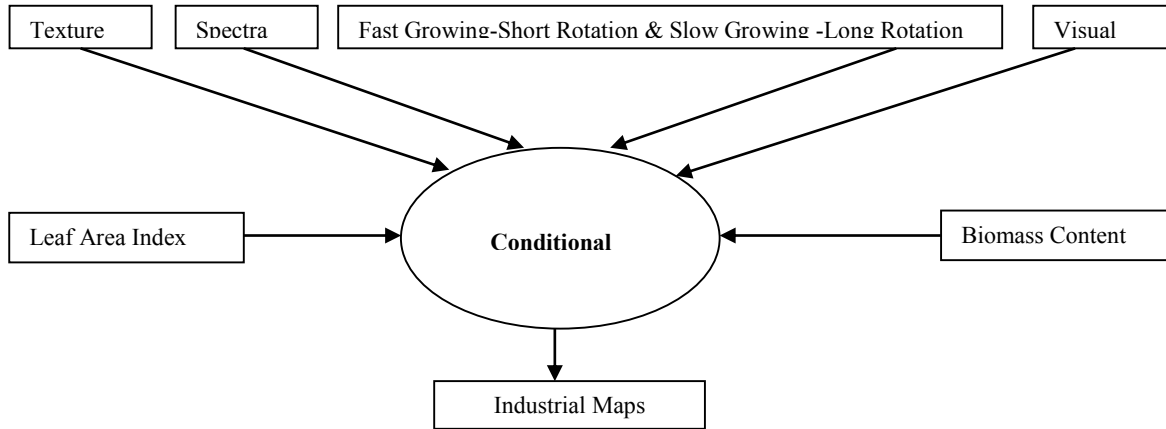 Texture
Spectra
Fast Growing-Short Rotation & Slow Growing -Long Rotation
Visual
Leaf Area Index
Conditional
Biomass Content
Industrial Maps